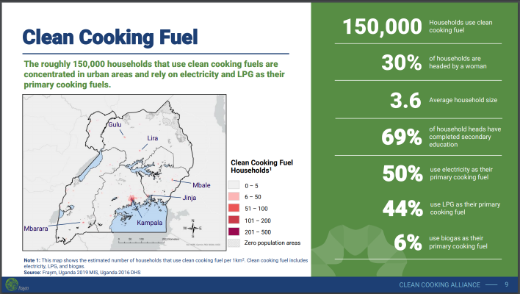 Clean Cooking Fuel
The roughly 150,000 households that use clean cooking fuels are
concentrated in urban areas and rely on electricity and LPG as their
primary cooking fuels.
Gulu
Lira
Mbale
Jinja
Kampala
Mbarara
Clean Cooking Fuel
Households¹
0 – 5
6 – 50
51 – 100
101 – 200
201 – 500
Zero population areas
Note 1: This map shows the estimated number of households that use clean cooking fuel per 1km². Clean cooking fuel includes
electricity, LPG, and biogas.
Source: Fraym, Uganda 2019 MIS, Uganda 2016 DHS
150,000
Households use clean
cooking fuel
30%
of households are
headed by a woman
3.6
Average household size
69%
of household heads have
completed secondary
education
50%
use electricity as their
primary cooking fuel
44%
use LPG as their primary
cooking fuel
6%
use biogas as their
primary cooking fuel
fraym
CLEAN COOKING ALLIANCE
9